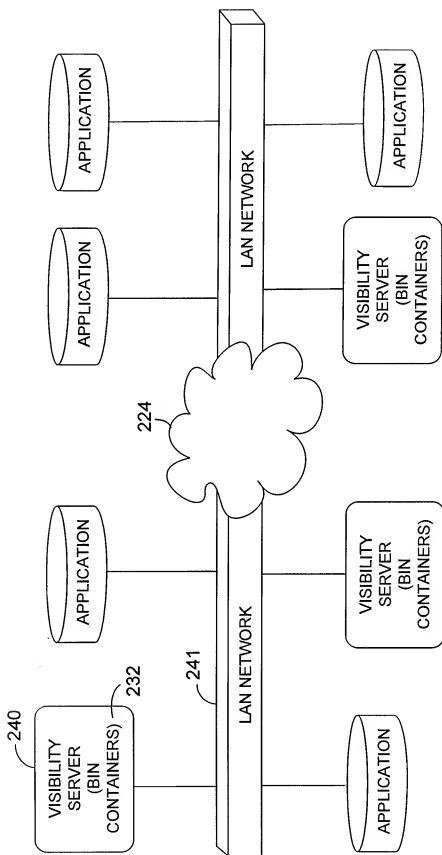 240
VISIBILITY
SERVER
(BIN
CONTAINERS)
232
APPLICATION
APPLICATION
APPLICATION
241
224
LAN NETWORK
LAN NETWORK
APPLICATION
VISIBILITY
SERVER
(BIN
CONTAINERS)
VISIBILITY
SERVER
(BIN
CONTAINERS)
APPLICATION